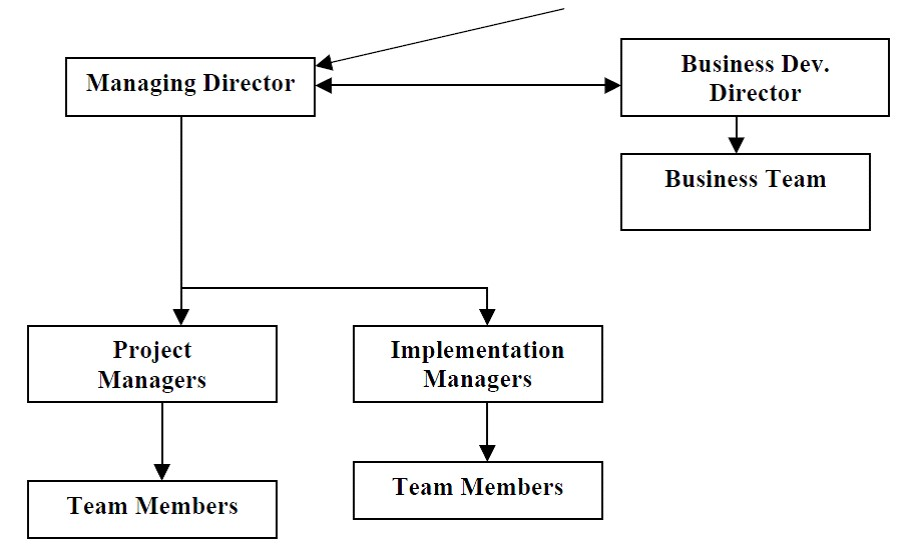 Managing Director
Business Dev.
Director
Business Team
Project
Managers
Implementation
Managers
Team Members
Team Members